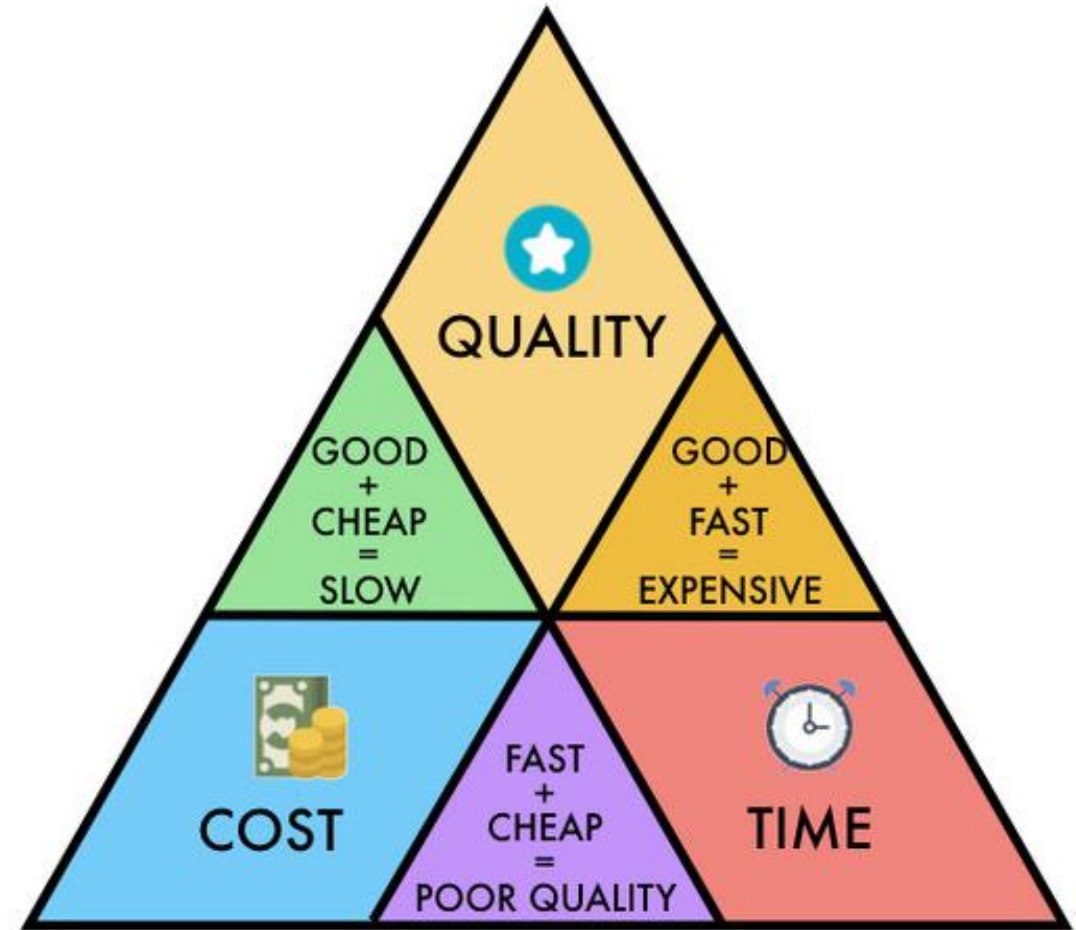 QUALITY
GOOD
+
CHEAP
=
SLOW
GOOD
+
FAST
=
EXPENSIVE
COST
FAST
+
CHEAP
=
POOR QUALITY
TIME